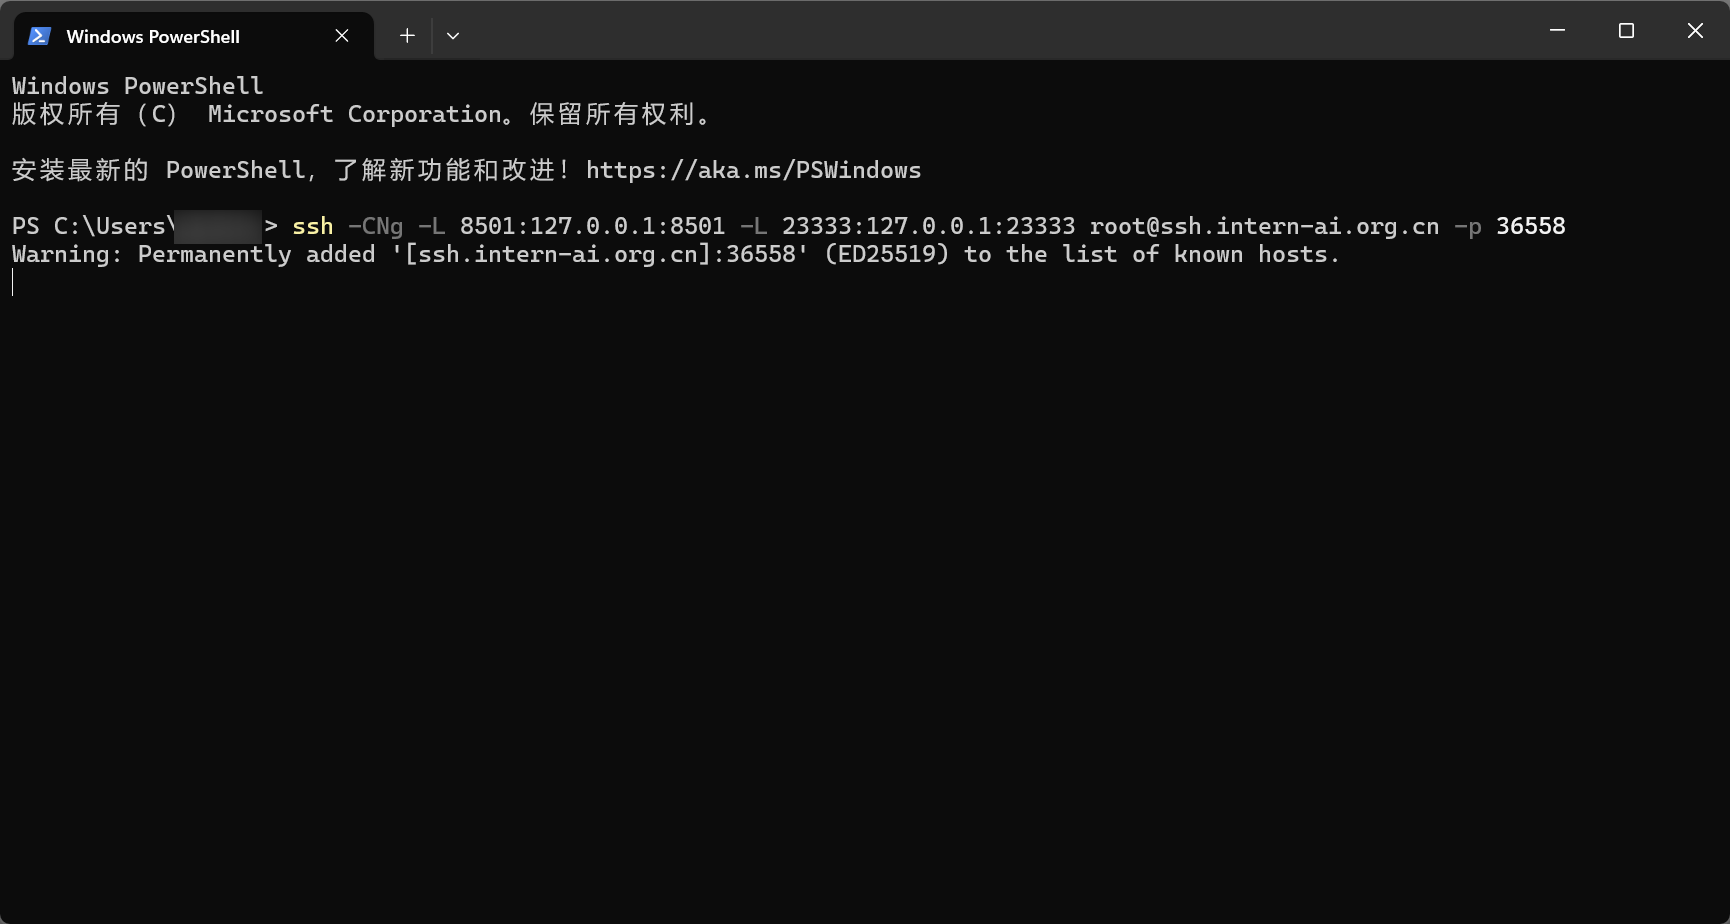 Windows PowerShell
Windows PowerShell
版权所有 (C) Microsoft Corporation。保留所有权利。
安装最新的 PowerShell，了解新功能和改进！https://aka.ms/PSWindows
PS C:\Users\> ssh -CNg -L 8501:127.0.0.1:8501 -L 23333:127.0.0.1:23333 root@ssh.intern-ai.org.cn -p 36558
Warning: Permanently added '[ssh.intern-ai.org.cn]:36558' (ED25519) to the list of known hosts.